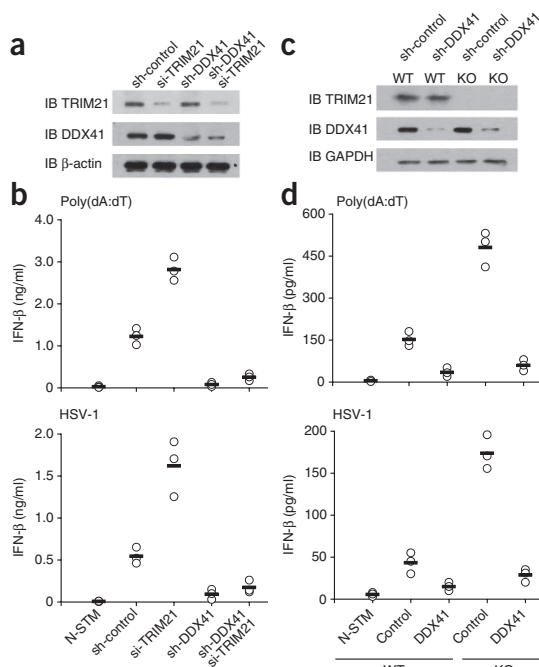 a
sh-control
si-TRIM21
sh-DDX41
sh-DDX41
si-TRIM21
IB TRIM21
IB DDX41
IB β-actin
b
Poly(dA:dT)
IFN-β (ng/ml)
4.0
3.0
2.0
1.0
0
HSV-1
IFN-β (ng/ml)
2.0
1.5
1.0
0.5
0
N-STM
sh-control
si-TRIM21
sh-DDX41
sh-DDX41
si-TRIM21
c
sh-control
sh-DDX41
sh-control
sh-DDX41
WT WT KO KO
IB TRIM21
IB DDX41
IB GAPDH
d
Poly(dA:dT)
IFN-β (pg/ml)
600
450
300
150
0
HSV-1
IFN-β (pg/ml)
200
150
100
50
0
N-STM
Control
DDX41
Control
DDX41
WT
KO